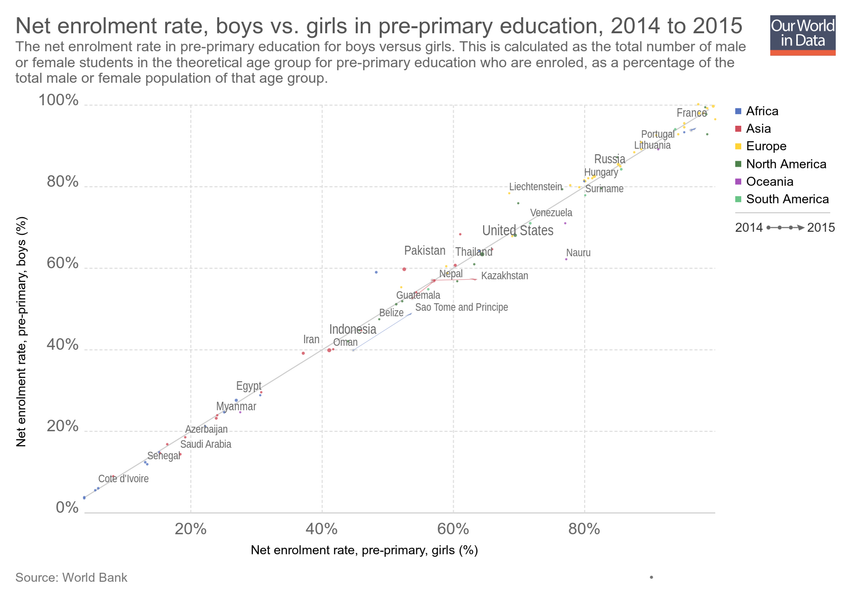 Net enrolment rate, boys vs. girls in pre-primary education, 2014 to 2015
Our World
in Data
The net enrolment rate in pre-primary education for boys versus girls. This is calculated as the total number of male
or female students in the theoretical age group for pre-primary education who are enroled, as a percentage of the
total male or female population of that age group.
100%
80%
60%
40%
20%
0%
Net enrolment rate, pre-primary, boys (%)
France
Portugal
Lithuania
Russia
Hungary
Liechtenstein
Suriname
Venezuela
United States
Pakistan
Thailand
Nauru
Nepal
Kazakhstan
Guatemala
Sao Tome and Principe
Belize
Indonesia
Iran
Oman
Egypt
Myanmar
Azerbaijan
Saudi Arabia
Senegal
Cote d'Ivoire
20%
40%
60%
80%
Net enrolment rate, pre-primary, girls (%)
Africa
Asia
Europe
North America
Oceania
South America
2014
2015
Source: World Bank